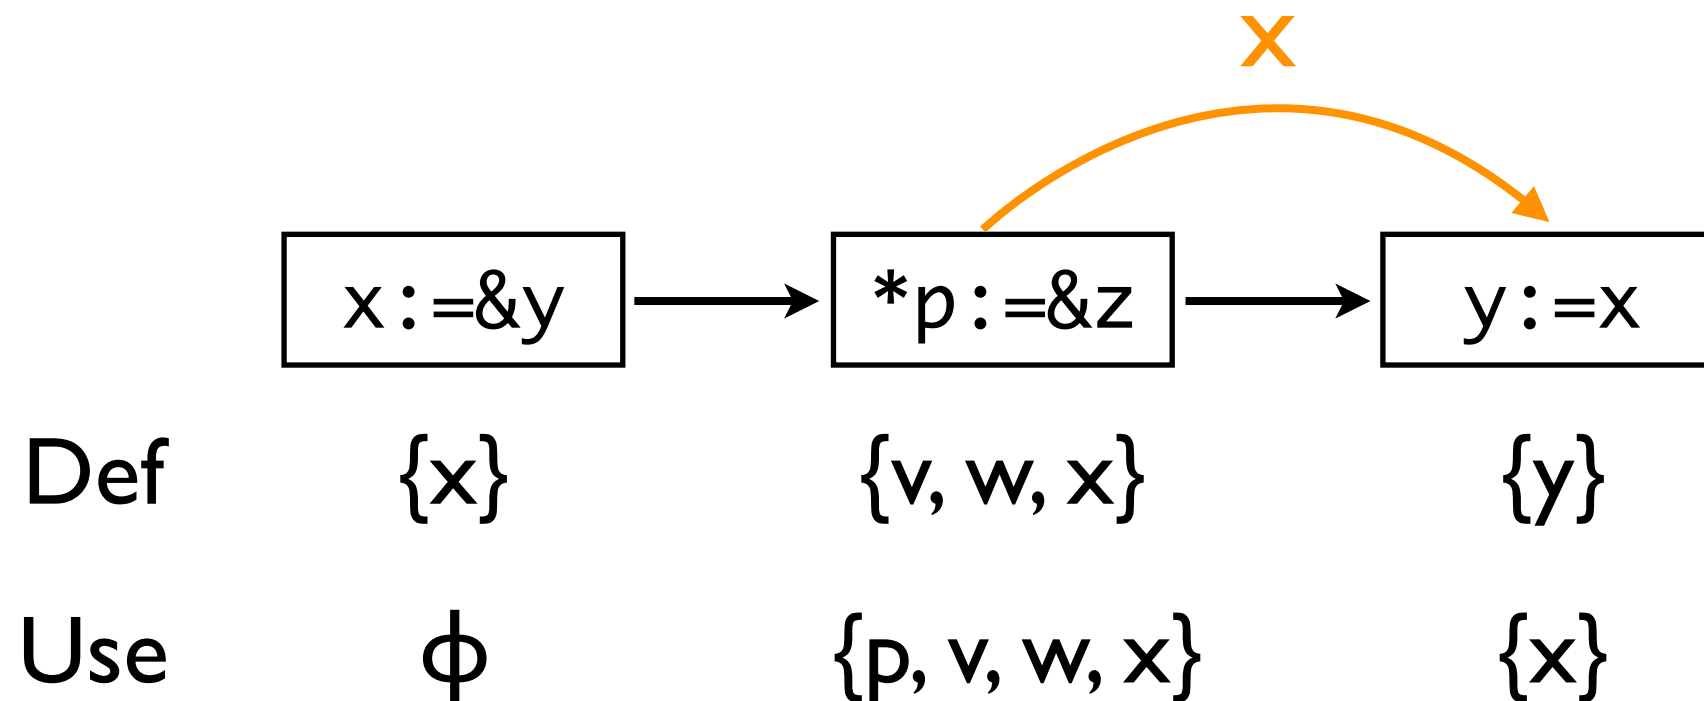 x
x:=&y *p:=&z y:=x
Def {x} {v, w, x} {y}
Use ϕ {p, v, w, x} {x}